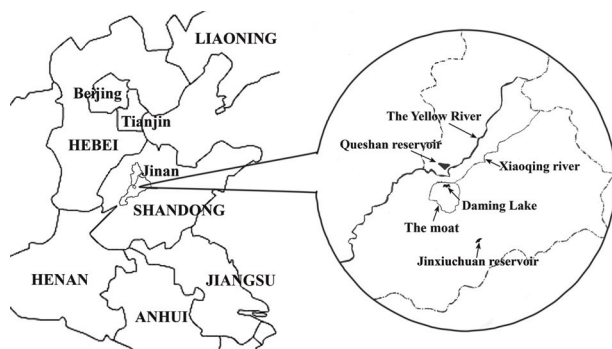 LIAONING
Beijing
Tianjin
HEBEI
Jinan
SHANDONG
HENAN
JIANGSU
ANHUI
The Yellow River
Queshan reservoir
Xiaoqing river
Daming Lake
The moat
Jinxiuchuan reservoir